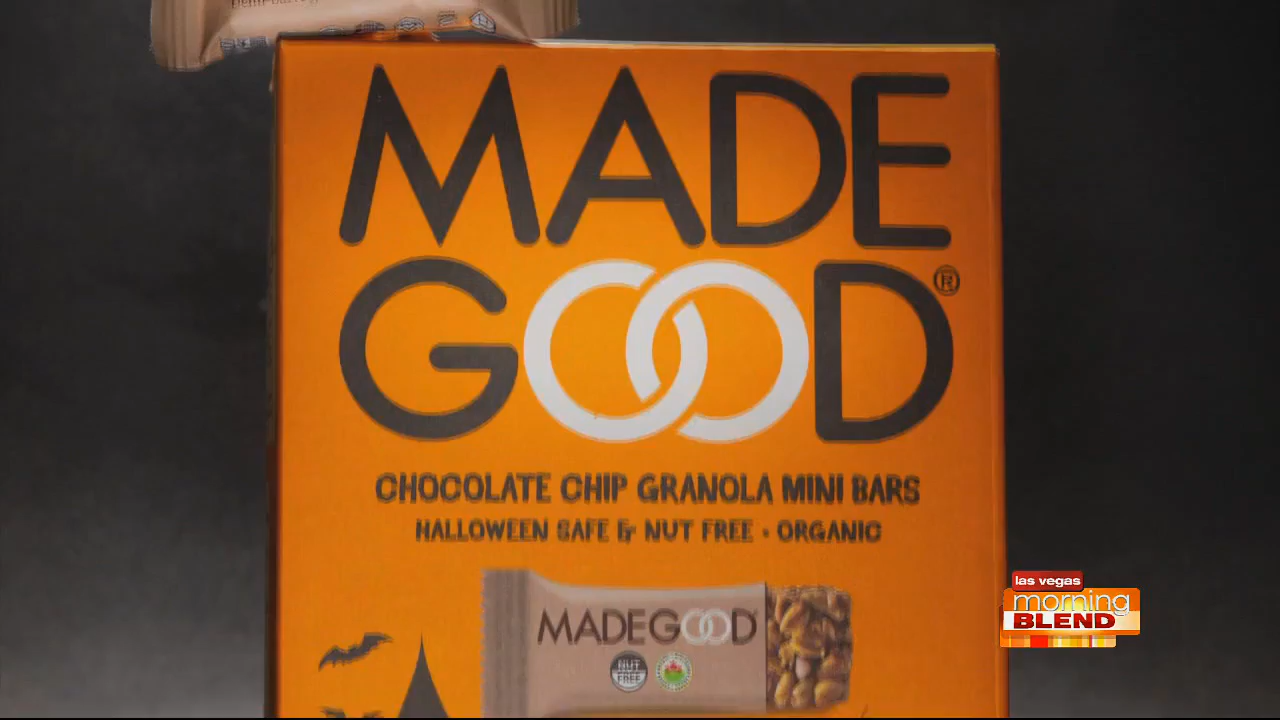 MADE
GOOD®
CHOCOLATE CHIP GRANOLA MINI BARS
HALLOWEEN SAFE & NUT FREE • ORGANIC
MADEGOOD
NUT
FREE
las vegas
morning
BLEND